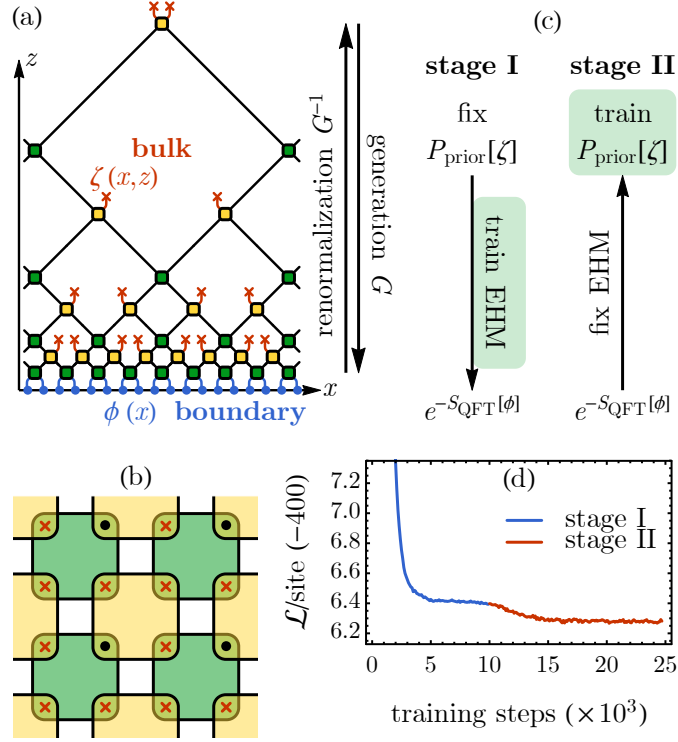 (a)
z
bulk
ζ(x,z)
ϕ(x) boundary
x
renormalization G⁻¹
generation G
(c)
stage I
fix
P_prior[ζ]
train EHM
e^{-S_QFT[ϕ]}
stage II
train
P_prior[ζ]
fix EHM
e^{-S_QFT[ϕ]}
(b)
(d)
ℒ/site (−400)
7.2
7.0
6.8
6.6
6.4
6.2
stage I
stage II
0 5 10 15 20 25
training steps (×10³)